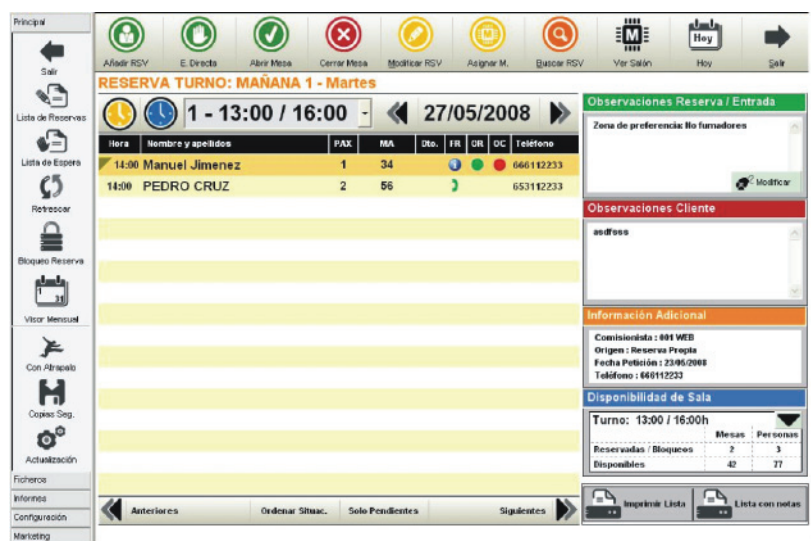 Principal
Salir
Lista de Reservas
Lista de Espera
Refrescar
Bloqueo Reserva
1
31
Visor Mensual
Con Atrapalo
Copias Seg.
Actualización
Ficheros
Informes
Configuración
Marketing
Añadir RSV
E. Directa
Abrir Mesa
Cerrar Mesa
Modificar RSV
Asignar M.
Buscar RSV
Ver Salón
Hoy
Hoy
Salir
RESERVA TURNO: MAÑANA 1 - Martes
1 - 13:00 / 16:00 27/05/2008
Hora Nombre y apellidos PAX MA Dto. FR OR OC Teléfono
14:00 Manuel Jimenez 1 34 666112233
14:00 PEDRO CRUZ 2 56 653112233
Anteriores Ordenar Situac. Solo Pendientes Siguientes
Observaciones Reserva / Entrada
Zona de preferencia: No fumadores
Modificar
Observaciones Cliente
asdfsss
Información Adicional
Comisionista : 001 WEB
Origen : Reserva Propia
Fecha Petición : 23/05/2008
Teléfono : 666112233
Disponibilidad de Sala
Turno: 13:00 / 16:00h
Mesas Personas
Reservadas / Bloqueos 2 3
Disponibles 42 77
Imprimir Lista Lista con notas